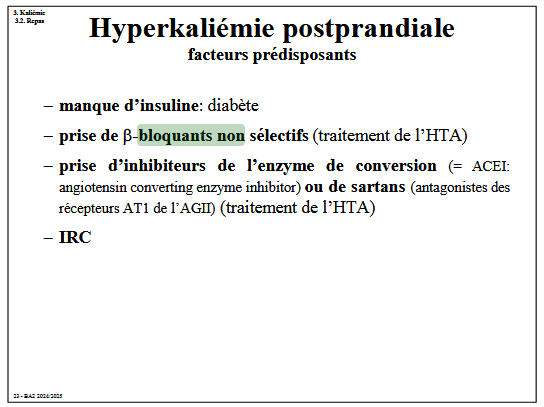 3. Kaliémie
3.2. Repas
Hyperkaliémie postprandiale
facteurs prédisposants
– manque d'insuline: diabète
– prise de β-bloquants non sélectifs (traitement de l'HTA)
– prise d'inhibiteurs de l'enzyme de conversion (= ACEI:
angiotensin converting enzyme inhibitor) ou de sartans (antagonistes des
récepteurs AT1 de l'AGII) (traitement de l'HTA)
– IRC
23 - BA2 2024/2025